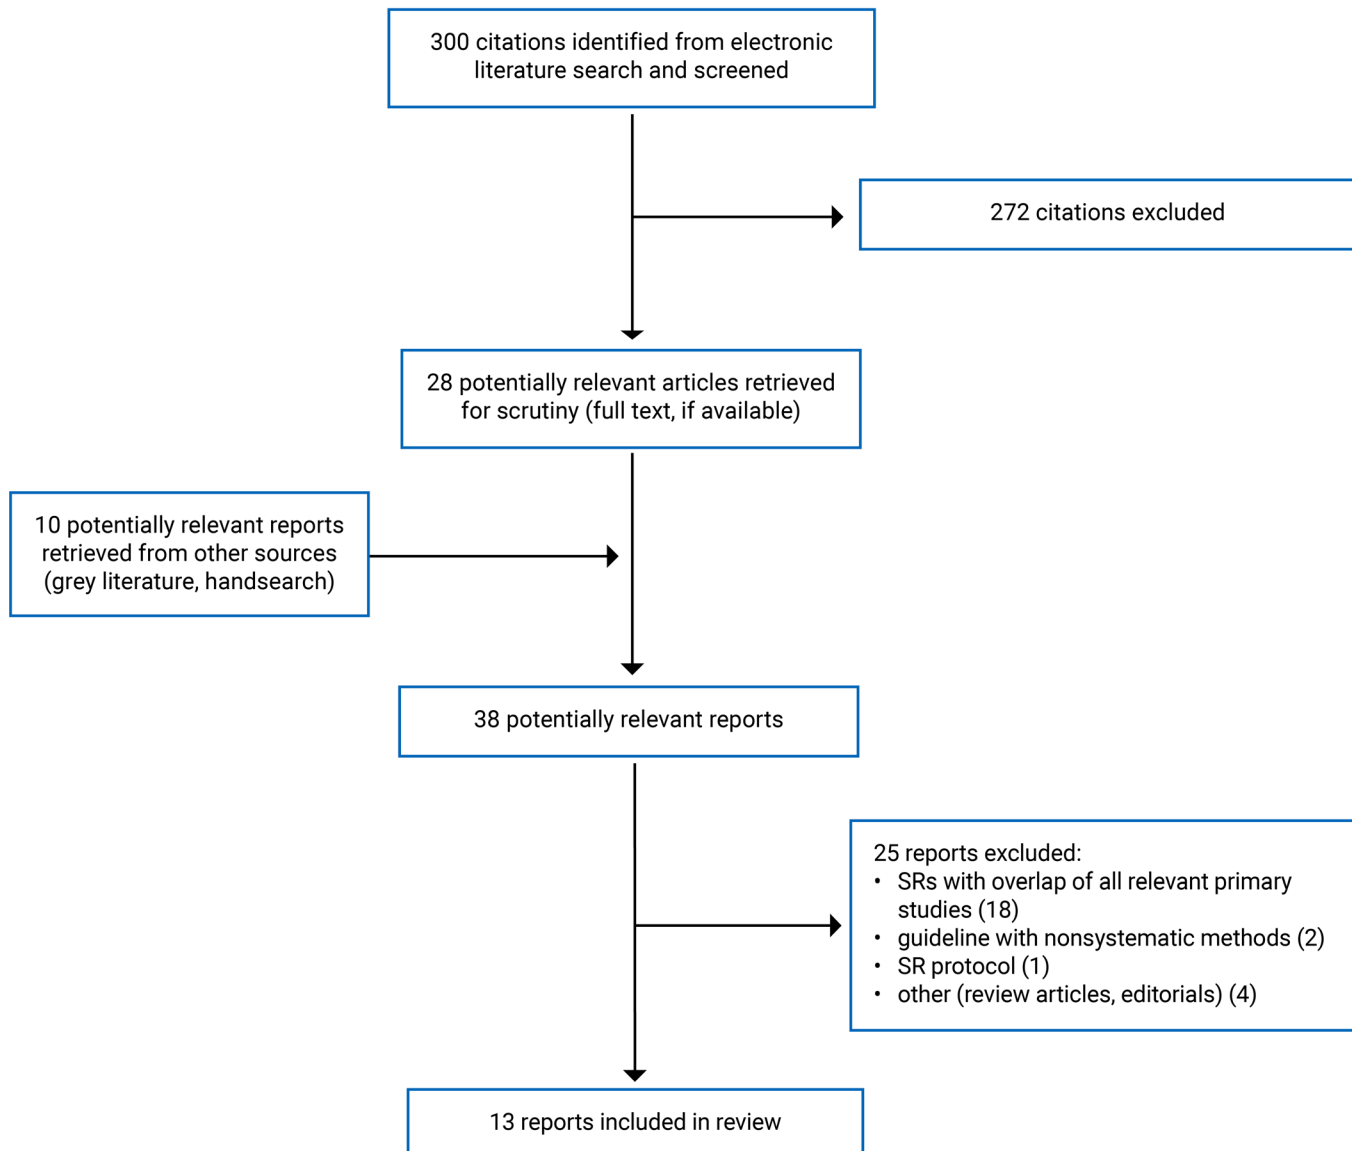 300 citations identified from electronic
literature search and screened
272 citations excluded
28 potentially relevant articles retrieved
for scrutiny (full text, if available)
10 potentially relevant reports
retrieved from other sources
(grey literature, handsearch)
38 potentially relevant reports
25 reports excluded:
• SRs with overlap of all relevant primary
studies (18)
• guideline with nonsystematic methods (2)
• SR protocol (1)
• other (review articles, editorials) (4)
13 reports included in review